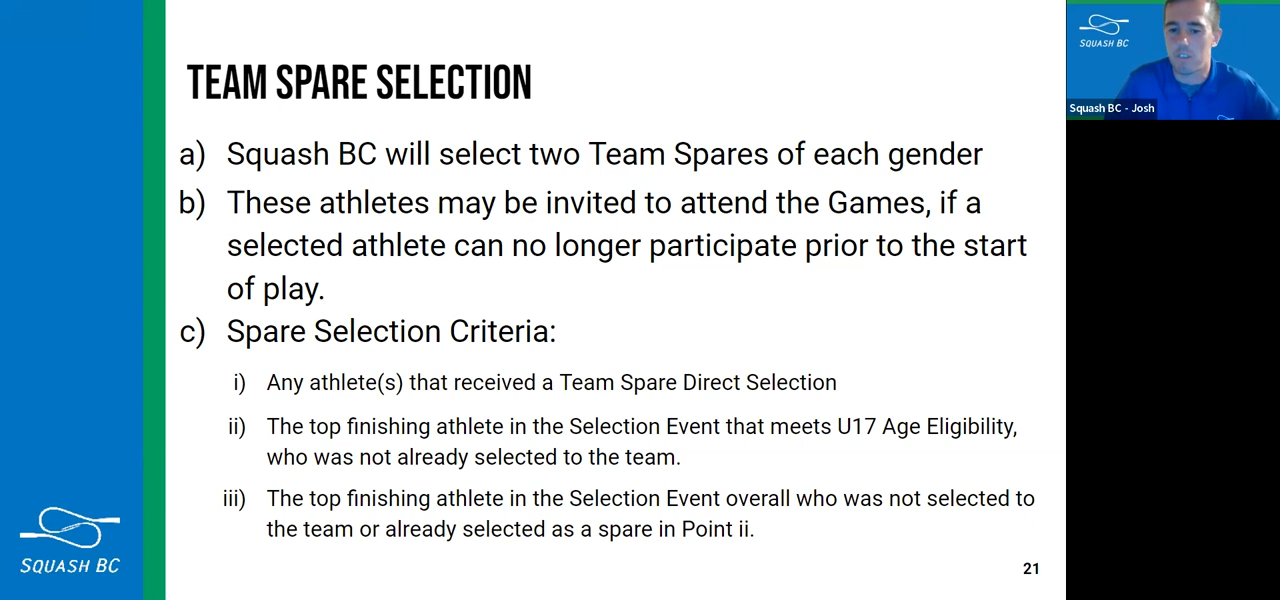 TEAM SPARE SELECTION
a) Squash BC will select two Team Spares of each gender
b) These athletes may be invited to attend the Games, if a
selected athlete can no longer participate prior to the start
of play.
c) Spare Selection Criteria:
i) Any athlete(s) that received a Team Spare Direct Selection
ii) The top finishing athlete in the Selection Event that meets U17 Age Eligibility,
who was not already selected to the team.
iii) The top finishing athlete in the Selection Event overall who was not selected to
the team or already selected as a spare in Point ii.
21
SQUASH BC
SQUASH BC
Squash BC - Josh